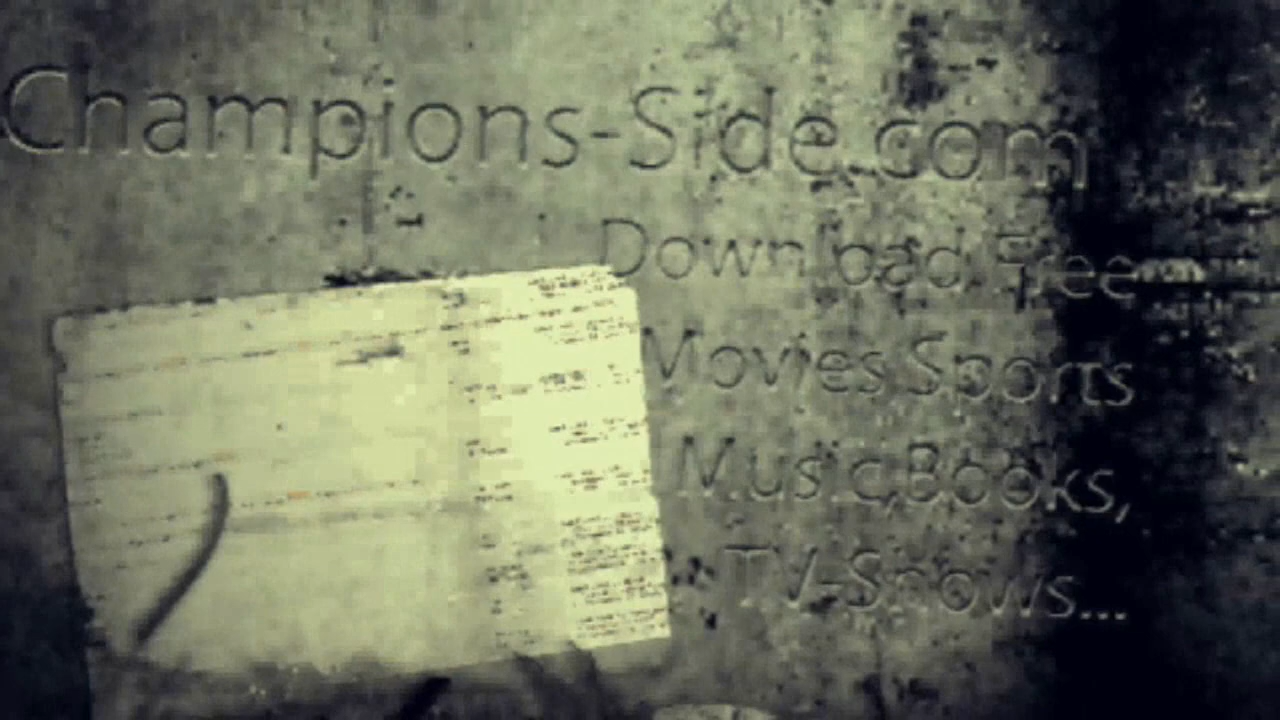 Champions-Side.com
Download Free
Movies Sports
Music,Books,
TV-Shows...